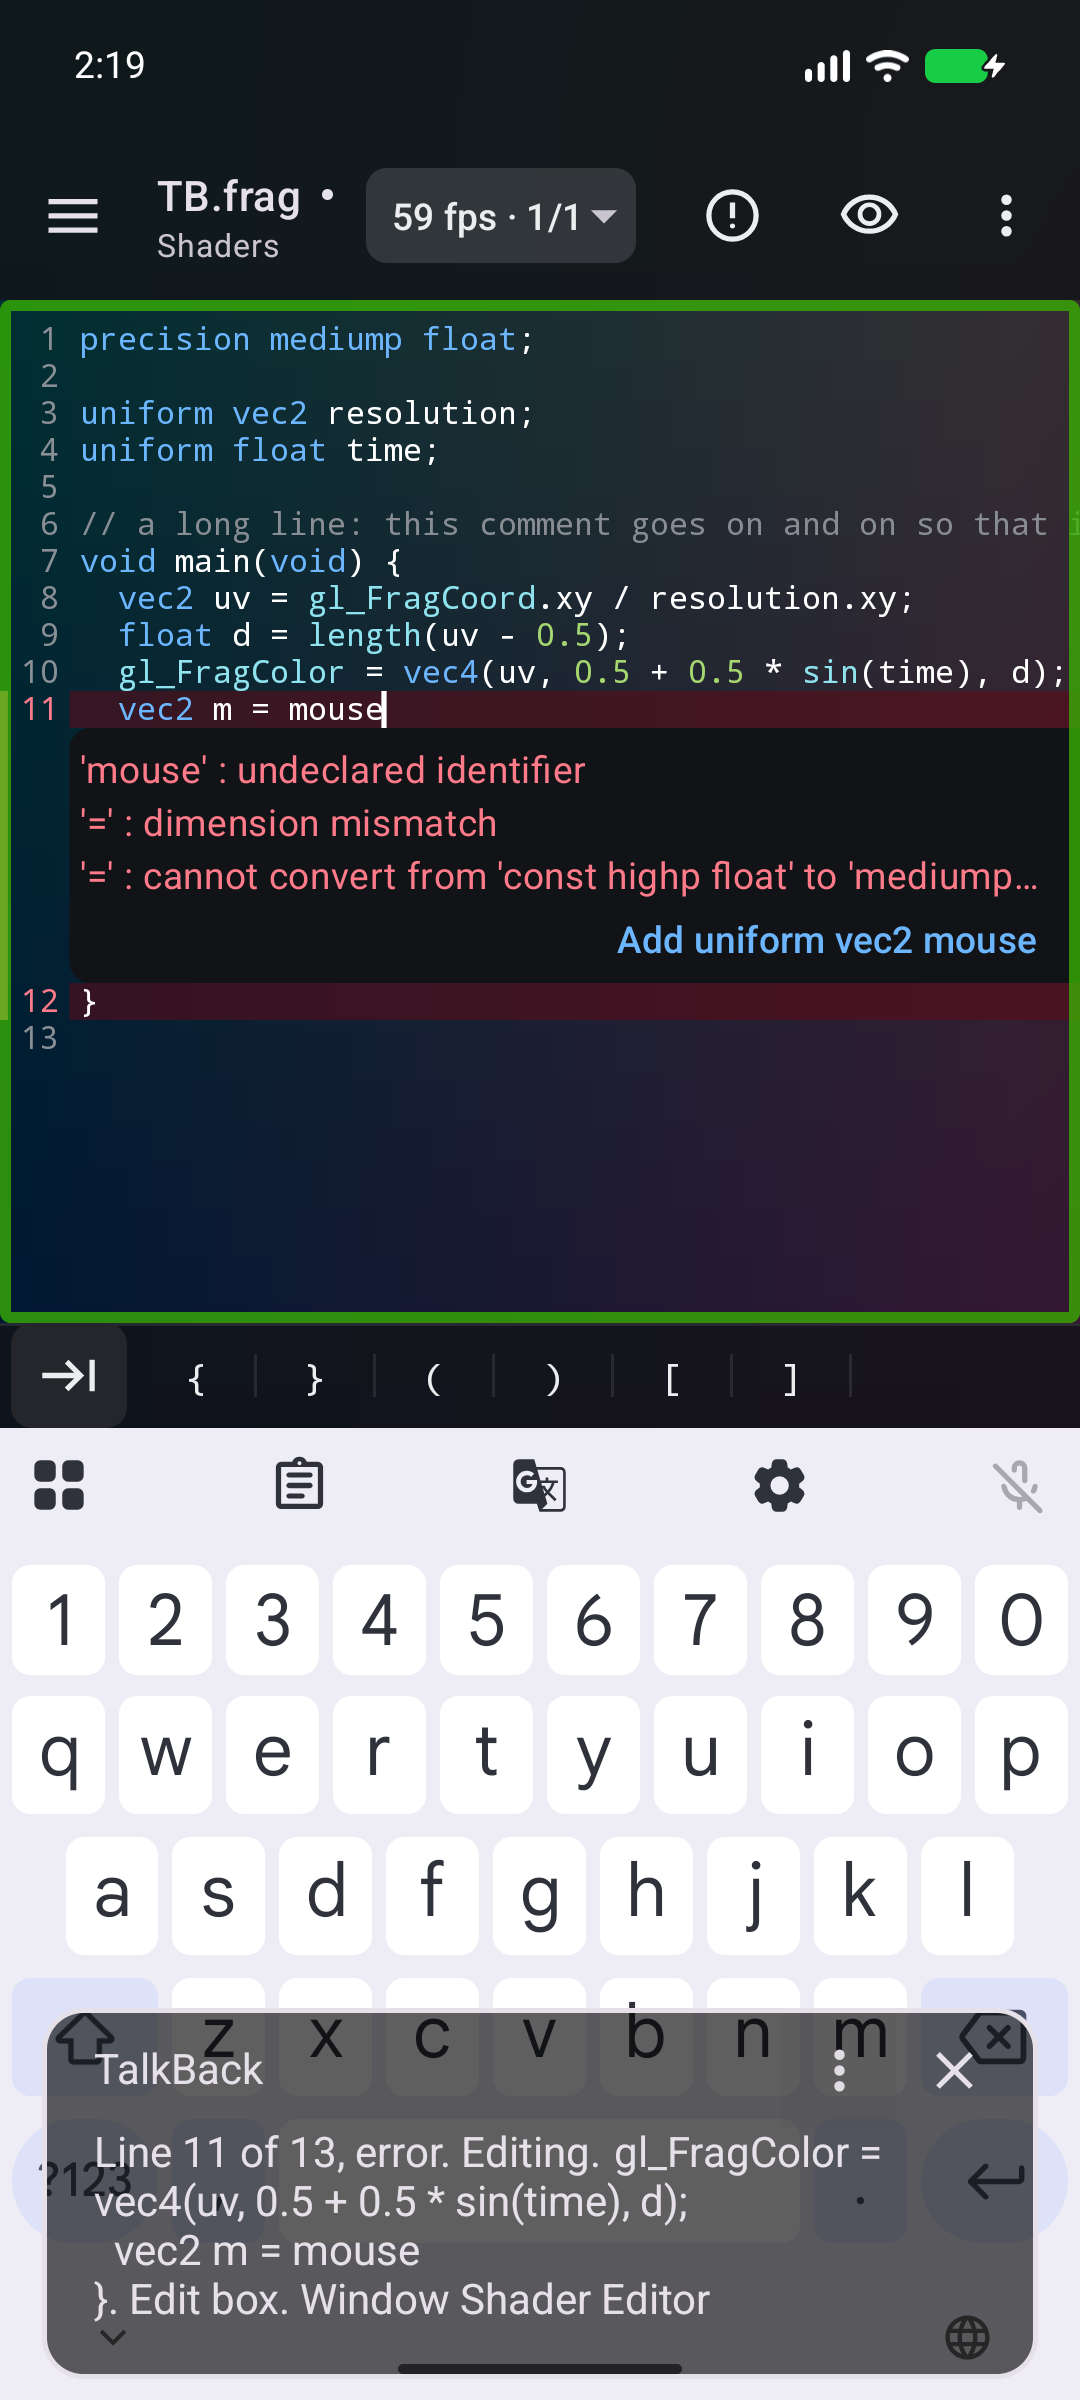 2:19
TB.frag •
Shaders
59 fps · 1/1
1 precision mediump float;
2
3 uniform vec2 resolution;
4 uniform float time;
5
6 // a long line: this comment goes on and on so that i
7 void main(void) {
8   vec2 uv = gl_FragCoord.xy / resolution.xy;
9   float d = length(uv - 0.5);
10   gl_FragColor = vec4(uv, 0.5 + 0.5 * sin(time), d);
11   vec2 m = mouse
'mouse' : undeclared identifier
'=' : dimension mismatch
'=' : cannot convert from 'const highp float' to 'mediump...
Add uniform vec2 mouse
12 }
13
{ } ( ) [ ]
1 2 3 4 5 6 7 8 9 0
q w e r t y u i o p
a s d f g h j k l
z x c v b n m
TalkBack
?123 .
Line 11 of 13, error. Editing. gl_FragColor =
vec4(uv, 0.5 + 0.5 * sin(time), d);
  vec2 m = mouse
}. Edit box. Window Shader Editor